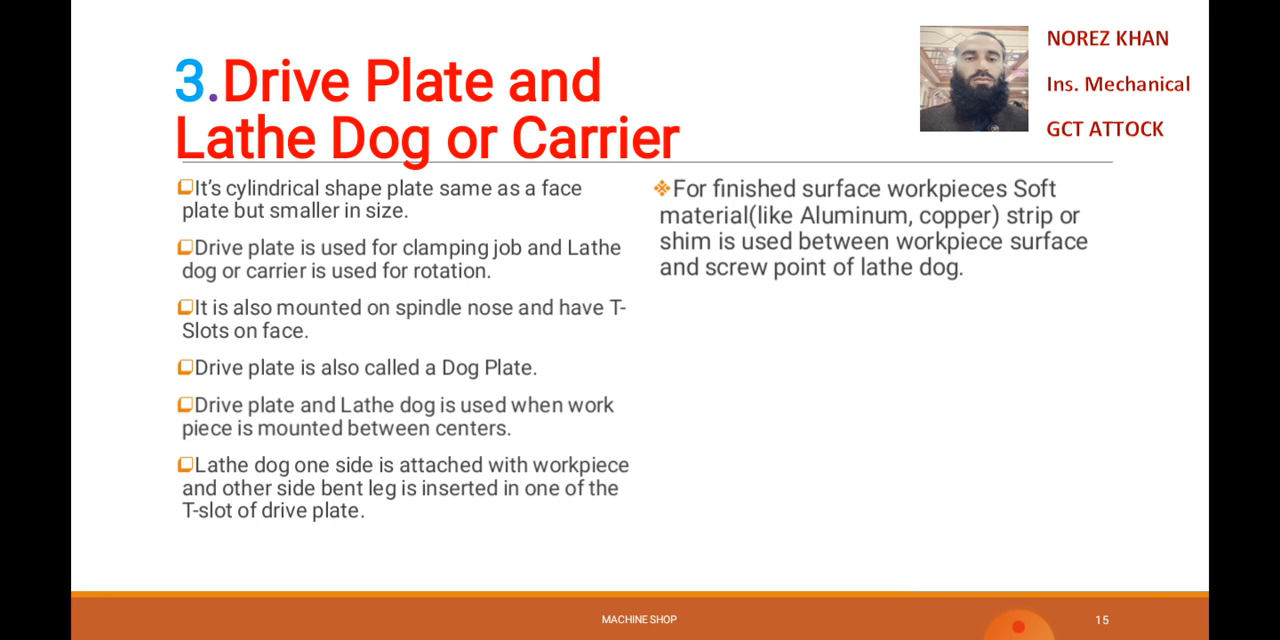 3.Drive Plate and
Lathe Dog or Carrier
NOREZ KHAN
Ins. Mechanical
GCT ATTOCK
It's cylindrical shape plate same as a face
plate but smaller in size.
Drive plate is used for clamping job and Lathe
dog or carrier is used for rotation.
It is also mounted on spindle nose and have T-
Slots on face.
Drive plate is also called a Dog Plate.
Drive plate and Lathe dog is used when work
piece is mounted between centers.
Lathe dog one side is attached with workpiece
and other side bent leg is inserted in one of the
T-slot of drive plate.
For finished surface workpieces Soft
material(like Aluminum, copper) strip or
shim is used between workpiece surface
and screw point of lathe dog.
MACHINE SHOP
15